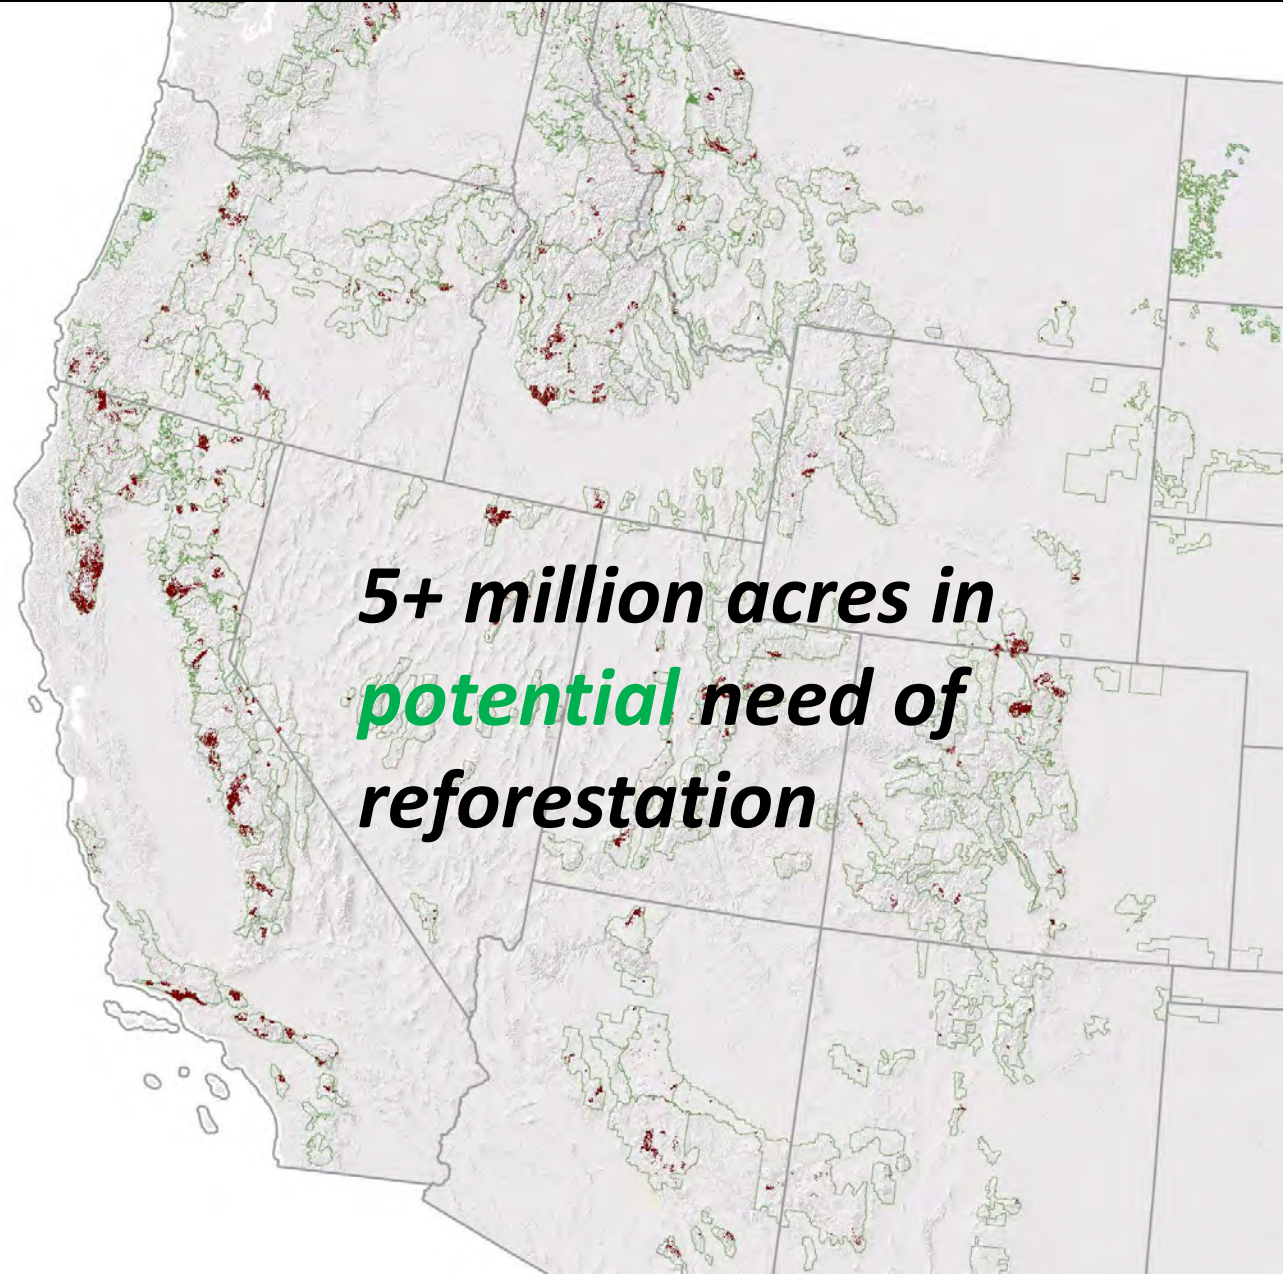 5+ million acres in
potential need of
reforestation